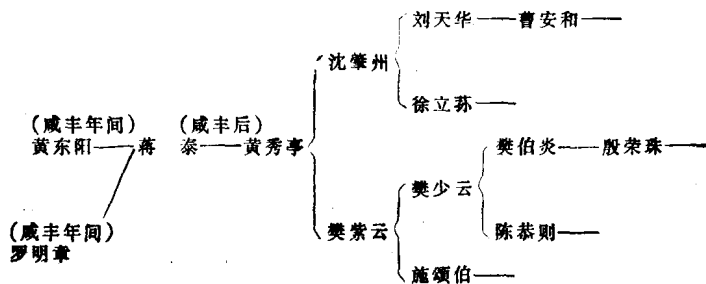 刘天华 曹安和
沈肇州
徐立荪
(咸丰年间) (咸丰后)
黄东阳 蒋 泰 黄秀亭
樊伯炎 殷荣珠
樊少云
(咸丰年间) 樊紫云 陈恭则
罗明章
施颂伯